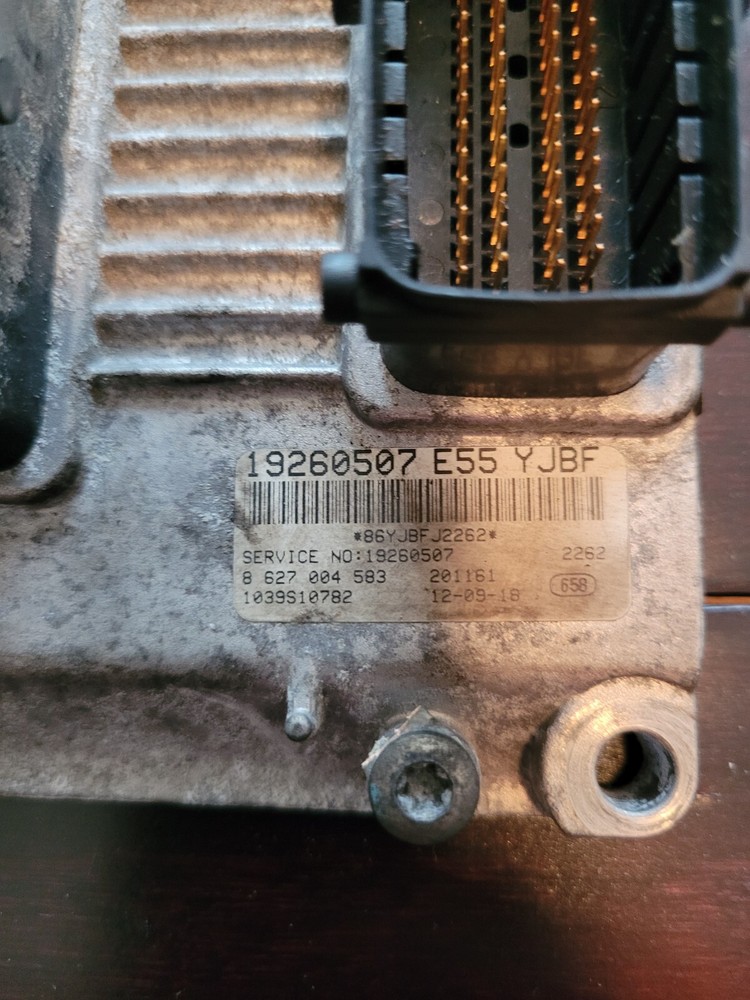 19260507 E55 YJBF
*86YJBFJ2262*
SERVICE NO:19260507 2262
8 627 004 583 201161 658
1039S10782 12-09-18